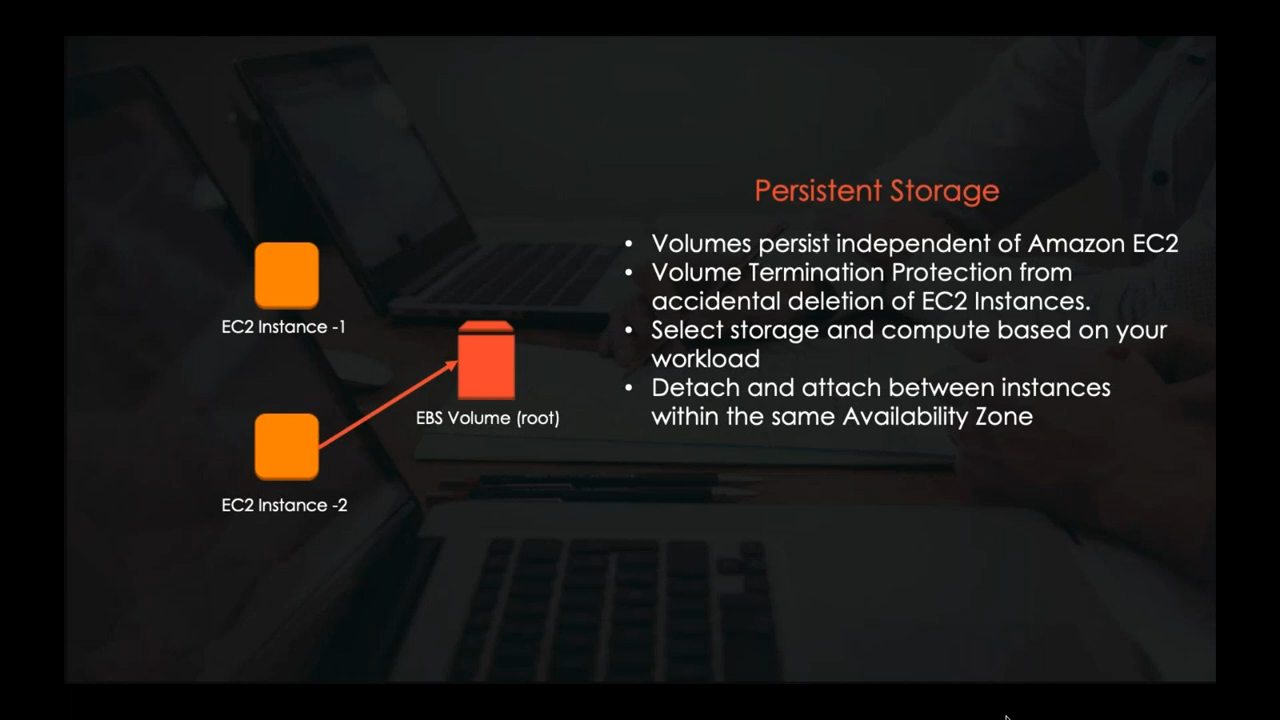 Persistent Storage
• Volumes persist independent of Amazon EC2
• Volume Termination Protection from
accidental deletion of EC2 Instances.
• Select storage and compute based on your
workload
• Detach and attach between instances
within the same Availability Zone
EC2 Instance -1
EBS Volume (root)
EC2 Instance -2